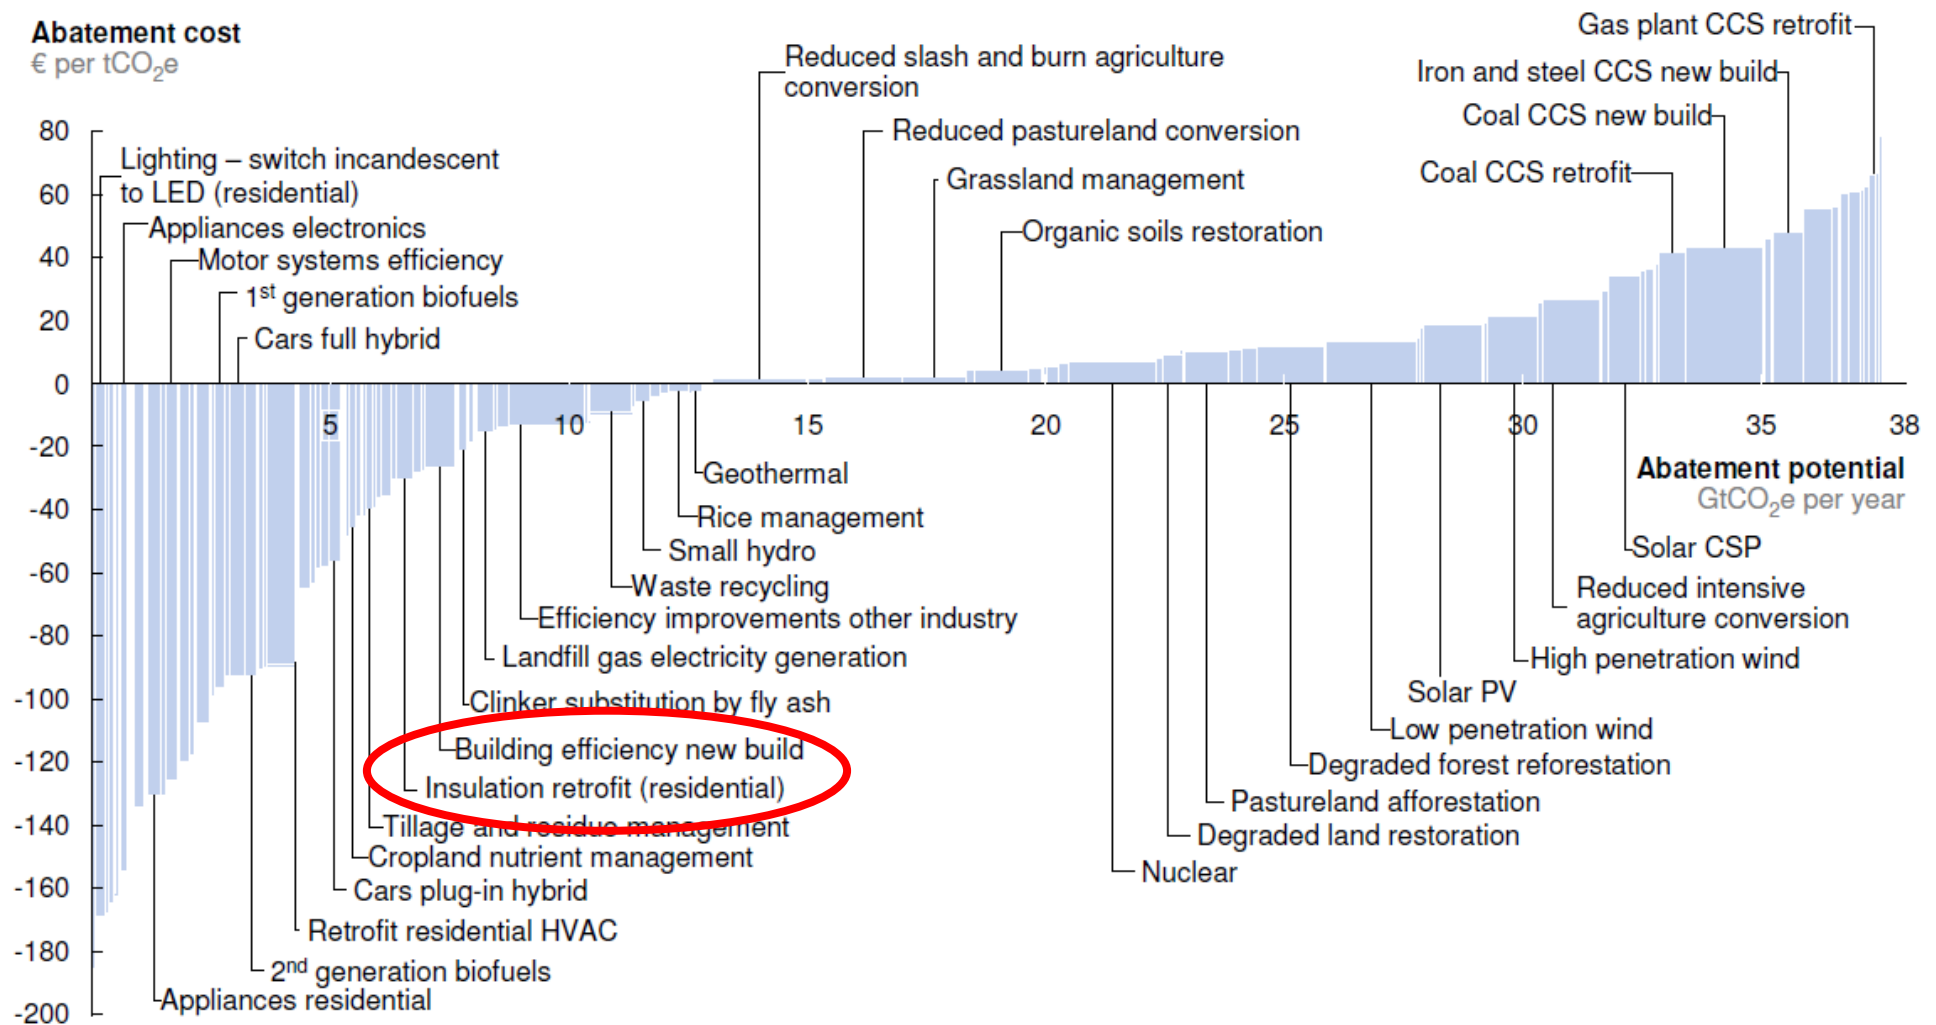 Abatement cost
€ per tCO2e
80
60
40
20
0
-20
-40
-60
-80
-100
-120
-140
-160
-180
-200
Lighting – switch incandescent
to LED (residential)
Appliances electronics
Motor systems efficiency
1st generation biofuels
Cars full hybrid
Reduced slash and burn agriculture
conversion
Reduced pastureland conversion
Grassland management
Organic soils restoration
Gas plant CCS retrofit
Iron and steel CCS new build
Coal CCS new build
Coal CCS retrofit
5
10
15
20
25
30
35
38
Abatement potential
GtCO2e per year
Geothermal
Rice management
Small hydro
Waste recycling
Efficiency improvements other industry
Landfill gas electricity generation
Clinker substitution by fly ash
Building efficiency new build
Insulation retrofit (residential)
Tillage and residue management
Cropland nutrient management
Cars plug-in hybrid
Retrofit residential HVAC
2nd generation biofuels
Appliances residential
Solar CSP
Reduced intensive
agriculture conversion
High penetration wind
Solar PV
Low penetration wind
Degraded forest reforestation
Pastureland afforestation
Degraded land restoration
Nuclear